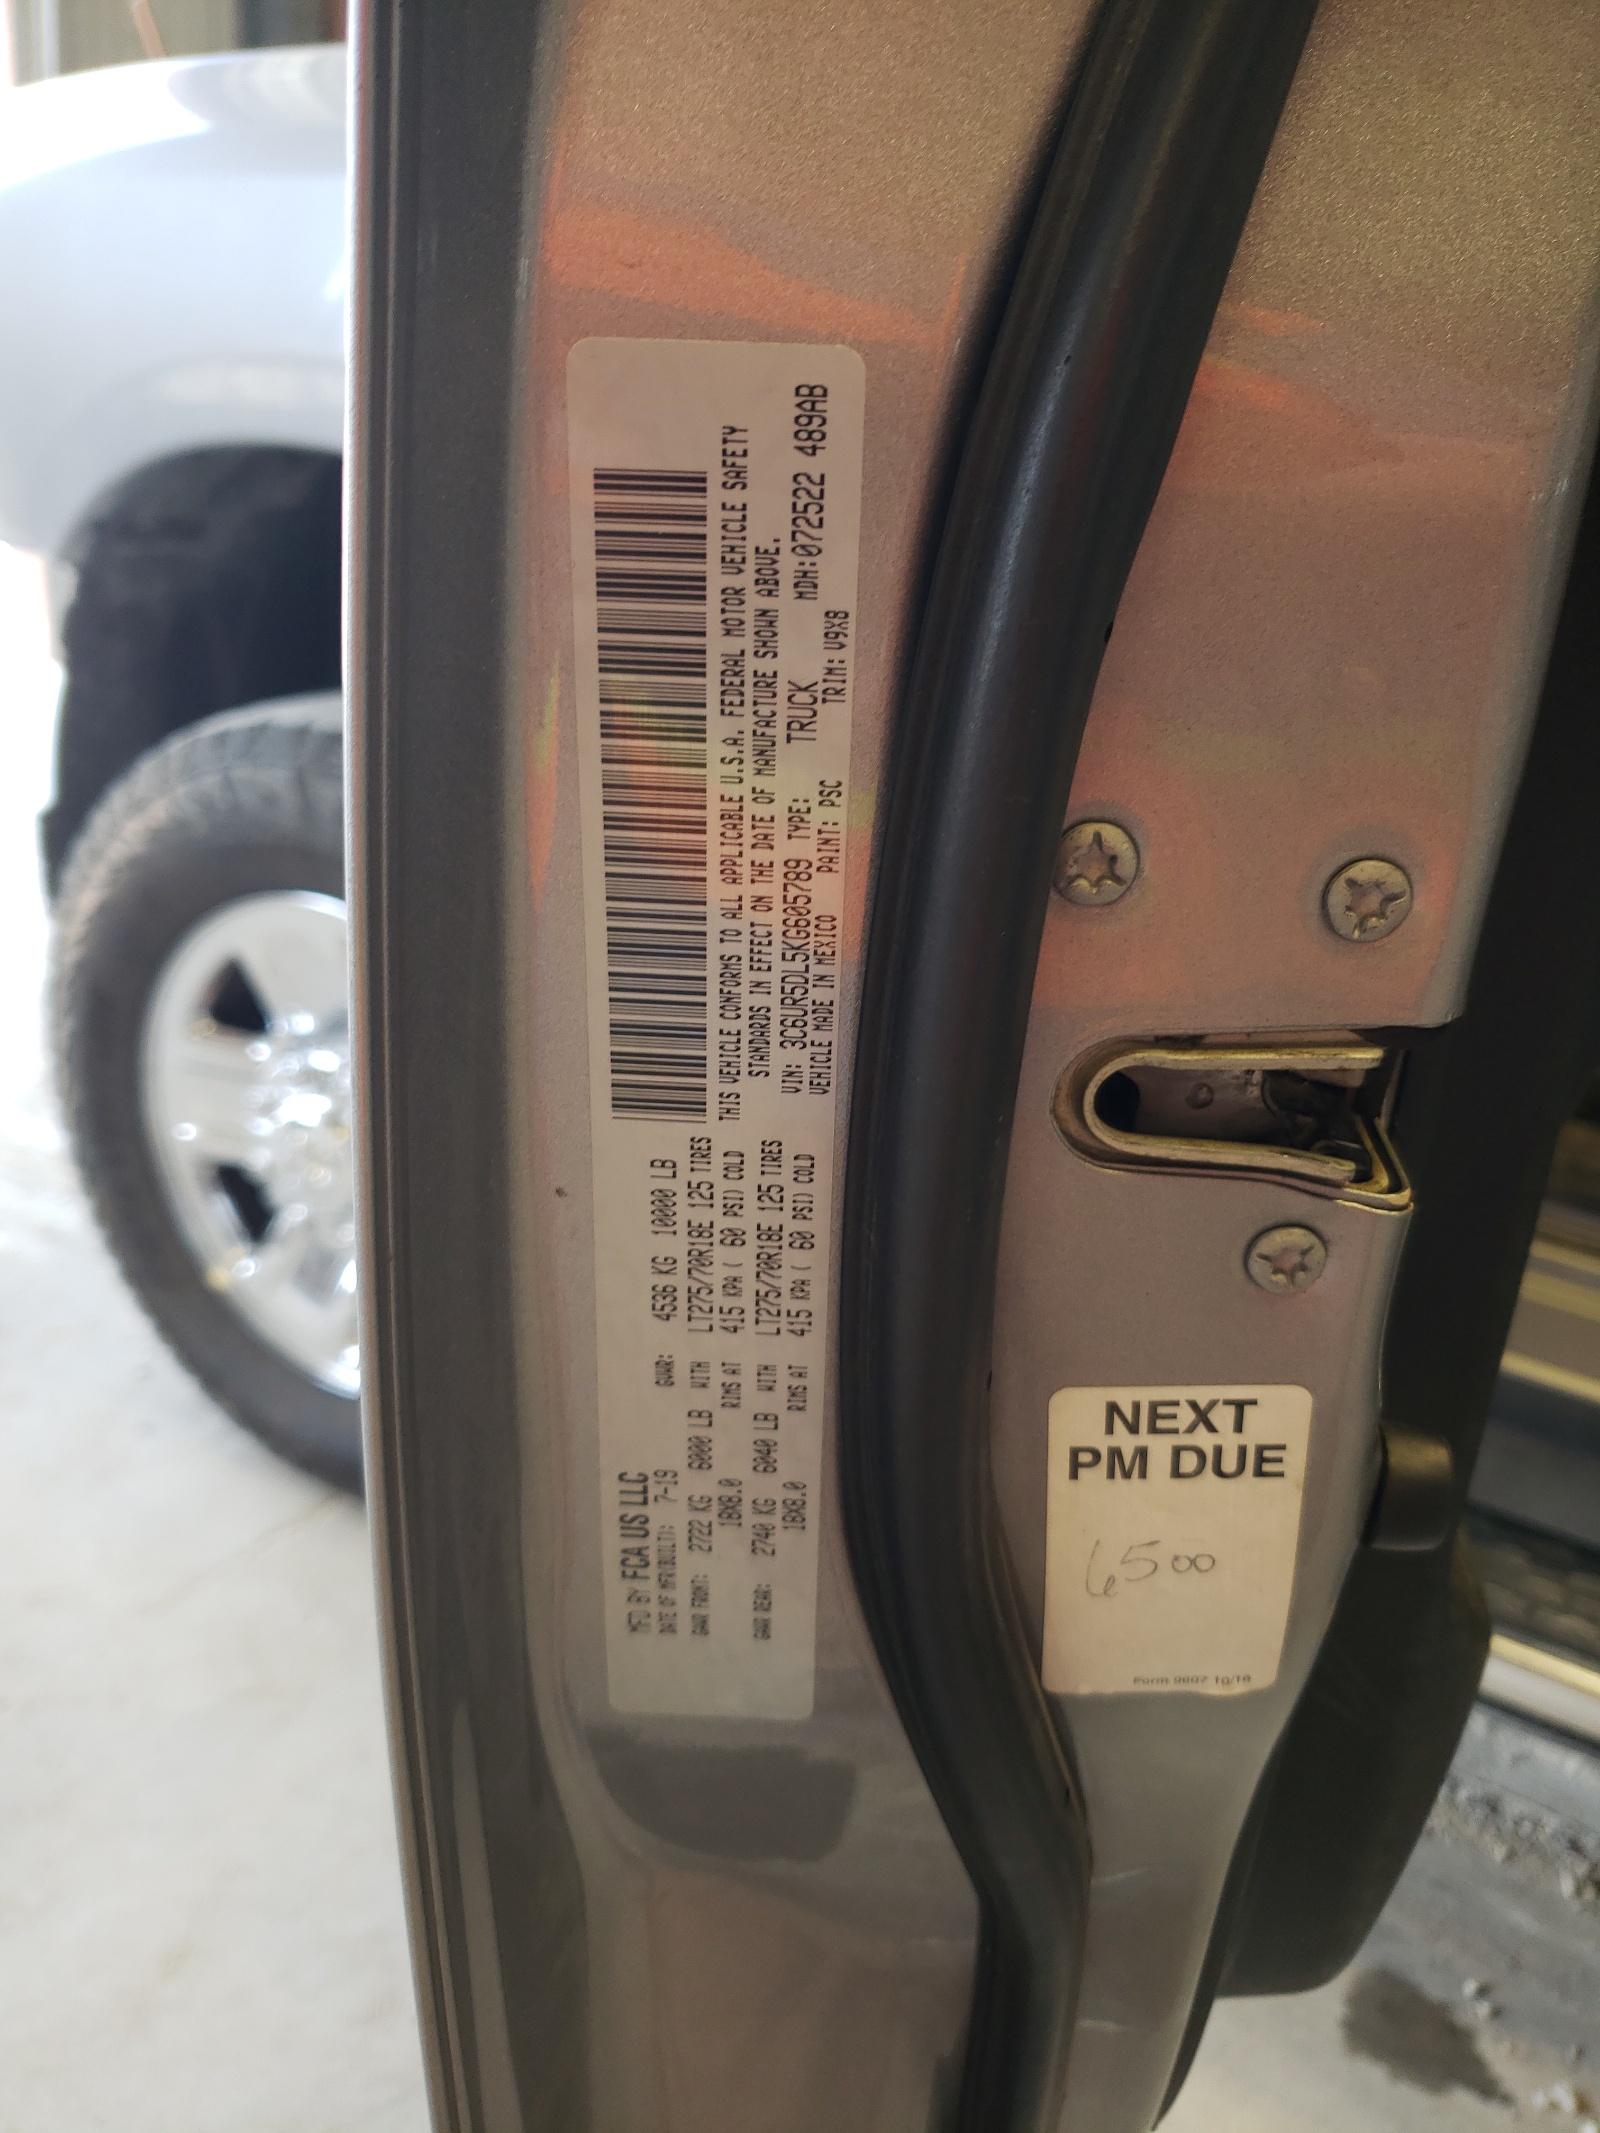 MFD BY FCA US LLC
DATE OF MFR(BUILT): 7-19 GVWR: 4536 KG 10000 LB
GAWR FRONT: 2722 KG 6000 LB WITH LT275/70R18E 125 TIRES
18X8.0 RIMS AT 415 KPA ( 60 PSI) COLD
GAWR REAR: 2740 KG 6040 LB WITH LT275/70R18E 125 TIRES
18X8.0 RIMS AT 415 KPA ( 60 PSI) COLD
THIS VEHICLE CONFORMS TO ALL APPLICABLE U.S.A. FEDERAL MOTOR VEHICLE SAFETY
STANDARDS IN EFFECT ON THE DATE OF MANUFACTURE SHOWN ABOVE.
VIN: 3C6UR5DL5KG605789 TYPE: TRUCK MDH:072522 489AB
VEHICLE MADE IN MEXICO PAINT: PSC TRIM: V9X8
NEXT
PM DUE
6500
Form 9807 10/18